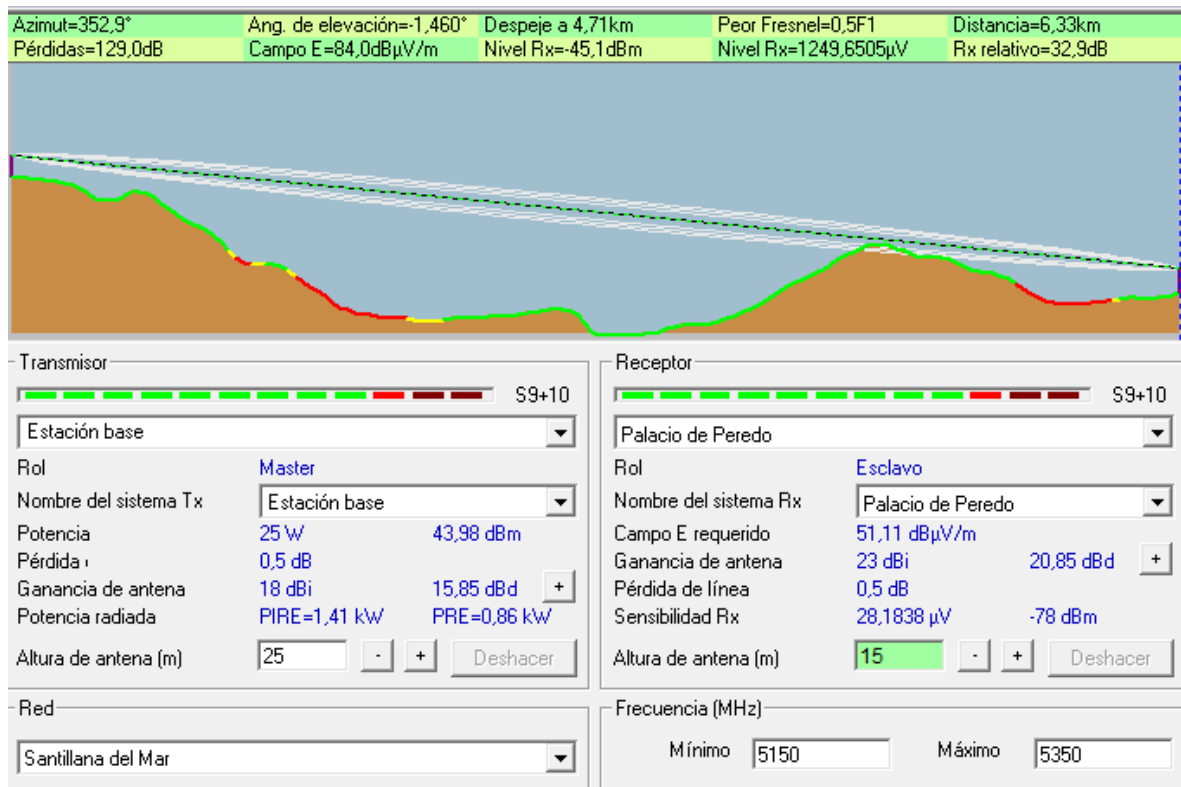 Azimut=352,9° Ang. de elevación=-1,460° Despeje a 4,71km Peor Fresnel=0,5F1 Distancia=6,33km
Pérdidas=129,0dB Campo E=84,0dBµV/m Nivel Rx=-45,1dBm Nivel Rx=1249,6505µV Rx relativo=32,9dB
Transmisor
S9+10
Estación base
Rol Master
Nombre del sistema Tx Estación base
Potencia 25 W 43,98 dBm
Pérdida 0,5 dB
Ganancia de antena 18 dBi 15,85 dBd +
Potencia radiada PIRE=1,41 kW PRE=0,86 kW
Altura de antena (m) 25 - + Deshacer
Red
Santillana del Mar
Receptor
S9+10
Palacio de Peredo
Rol Esclavo
Nombre del sistema Rx Palacio de Peredo
Campo E requerido 51,11 dBµV/m
Ganancia de antena 23 dBi 20,85 dBd +
Pérdida de línea 0,5 dB
Sensibilidad Rx 28,1838 µV -78 dBm
Altura de antena (m) 15 - + Deshacer
Frecuencia (MHz)
Mínimo 5150 Máximo 5350